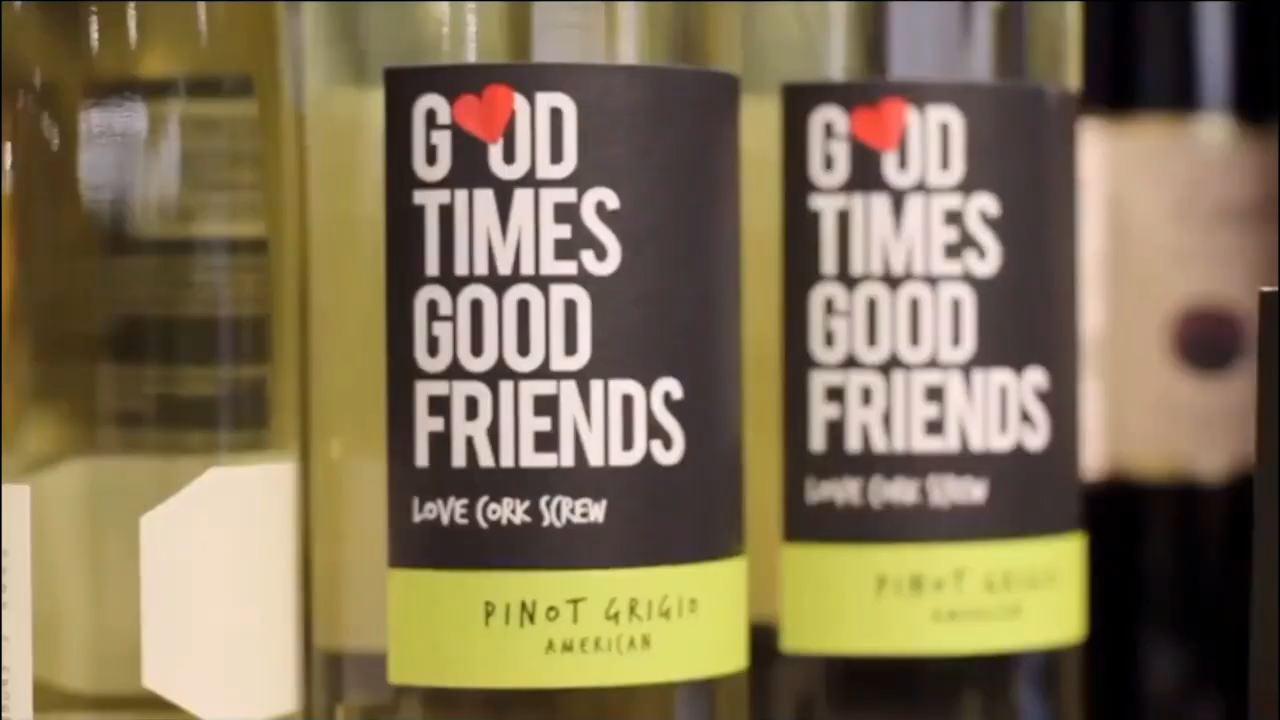 GOOD
TIMES
GOOD
FRIENDS
LOVE CORK SCREW
PINOT GRIGIO
AMERICAN
GOOD
TIMES
GOOD
FRIENDS
LOVE CORK SCREW
PINOT GRIGIO